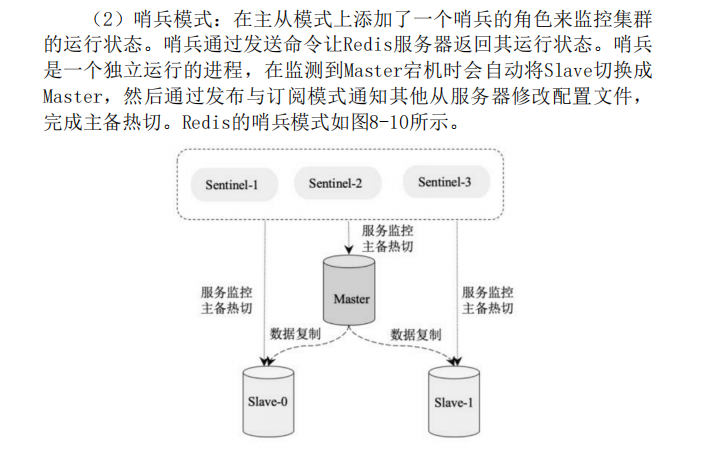 （2）哨兵模式：在主从模式上添加了一个哨兵的角色来监控集群
的运行状态。哨兵通过发送命令让Redis服务器返回其运行状态。哨兵
是一个独立运行的进程，在监测到Master宕机时会自动将Slave切换成
Master，然后通过发布与订阅模式通知其他从服务器修改配置文件，
完成主备热切。Redis的哨兵模式如图8-10所示。
Sentinel-1
Sentinel-2
Sentinel-3
服务监控
主备热切
服务监控
主备热切
Master
服务监控
主备热切
数据复制
数据复制
Slave-0
Slave-1